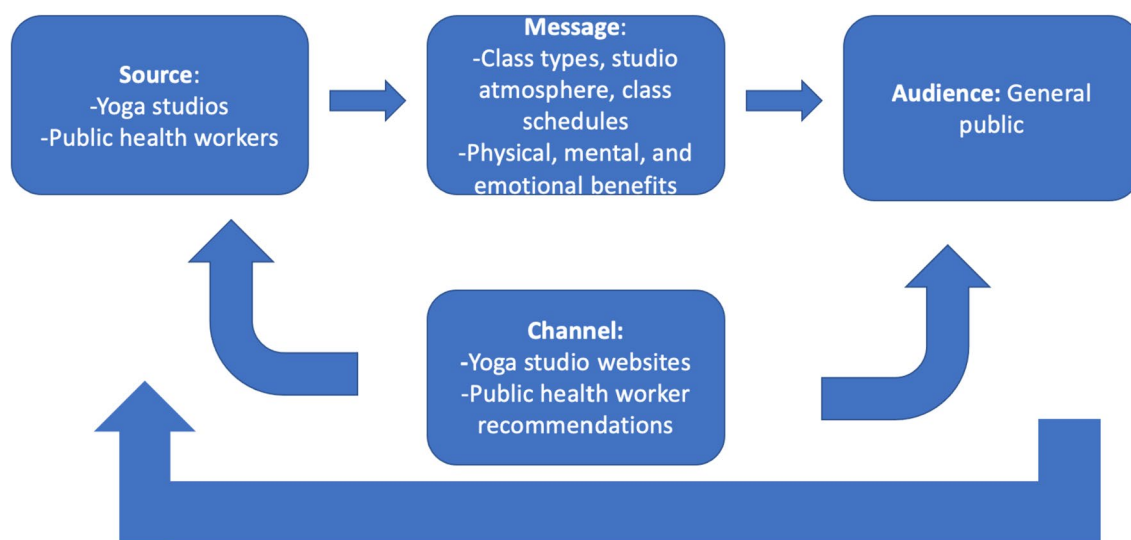 Source:
-Yoga studios
-Public health workers
Message:
-Class types, studio
atmosphere, class
schedules
-Physical, mental, and
emotional benefits
Audience: General
public
Channel:
-Yoga studio websites
-Public health worker
recommendations